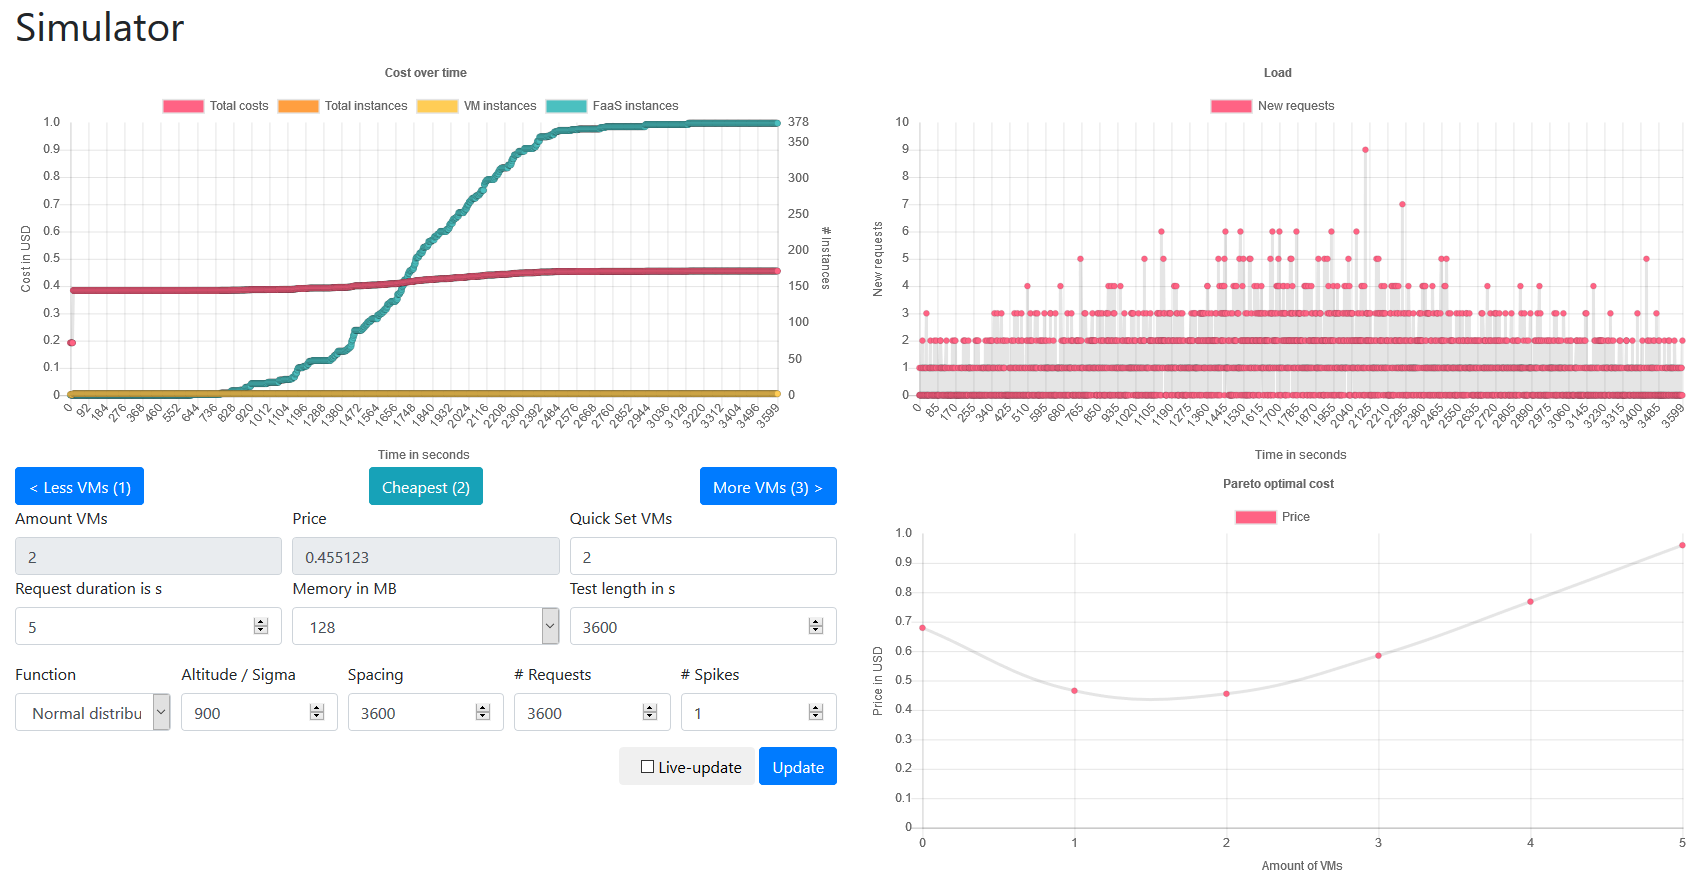 Simulator
Cost over time
Total costs Total instances VM instances FaaS instances
1.0
0.9
0.8
0.7
0.6
0.5
0.4
0.3
0.2
0.1
0
Cost in USD
378
350
300
250
200
150
100
50
0
# Instances
0 92 184 276 368 460 552 644 736 828 920 1012 1104 1196 1288 1380 1472 1564 1656 1748 1840 1932 2024 2116 2208 2300 2392 2484 2576 2668 2760 2852 2944 3036 3128 3220 3312 3404 3496 3599
Time in seconds
Load
New requests
10
9
8
7
6
5
4
3
2
1
0
New requests
0 85 170 255 340 425 510 595 680 765 850 935 1020 1105 1190 1275 1360 1445 1530 1615 1700 1785 1870 1955 2040 2125 2210 2295 2380 2465 2550 2635 2720 2805 2890 2975 3060 3145 3230 3315 3400 3485 3599
Time in seconds
< Less VMs (1) Cheapest (2) More VMs (3) >
Amount VMs Price Quick Set VMs
2 0.455123 2
Request duration is s Memory in MB Test length in s
5 128 3600
Function Altitude / Sigma Spacing # Requests # Spikes
Normal distribu 900 3600 3600 1
Live-update Update
Pareto optimal cost
Price
1.0
0.9
0.8
0.7
0.6
0.5
0.4
0.3
0.2
0.1
0
Price in USD
0 1 2 3 4 5
Amount of VMs